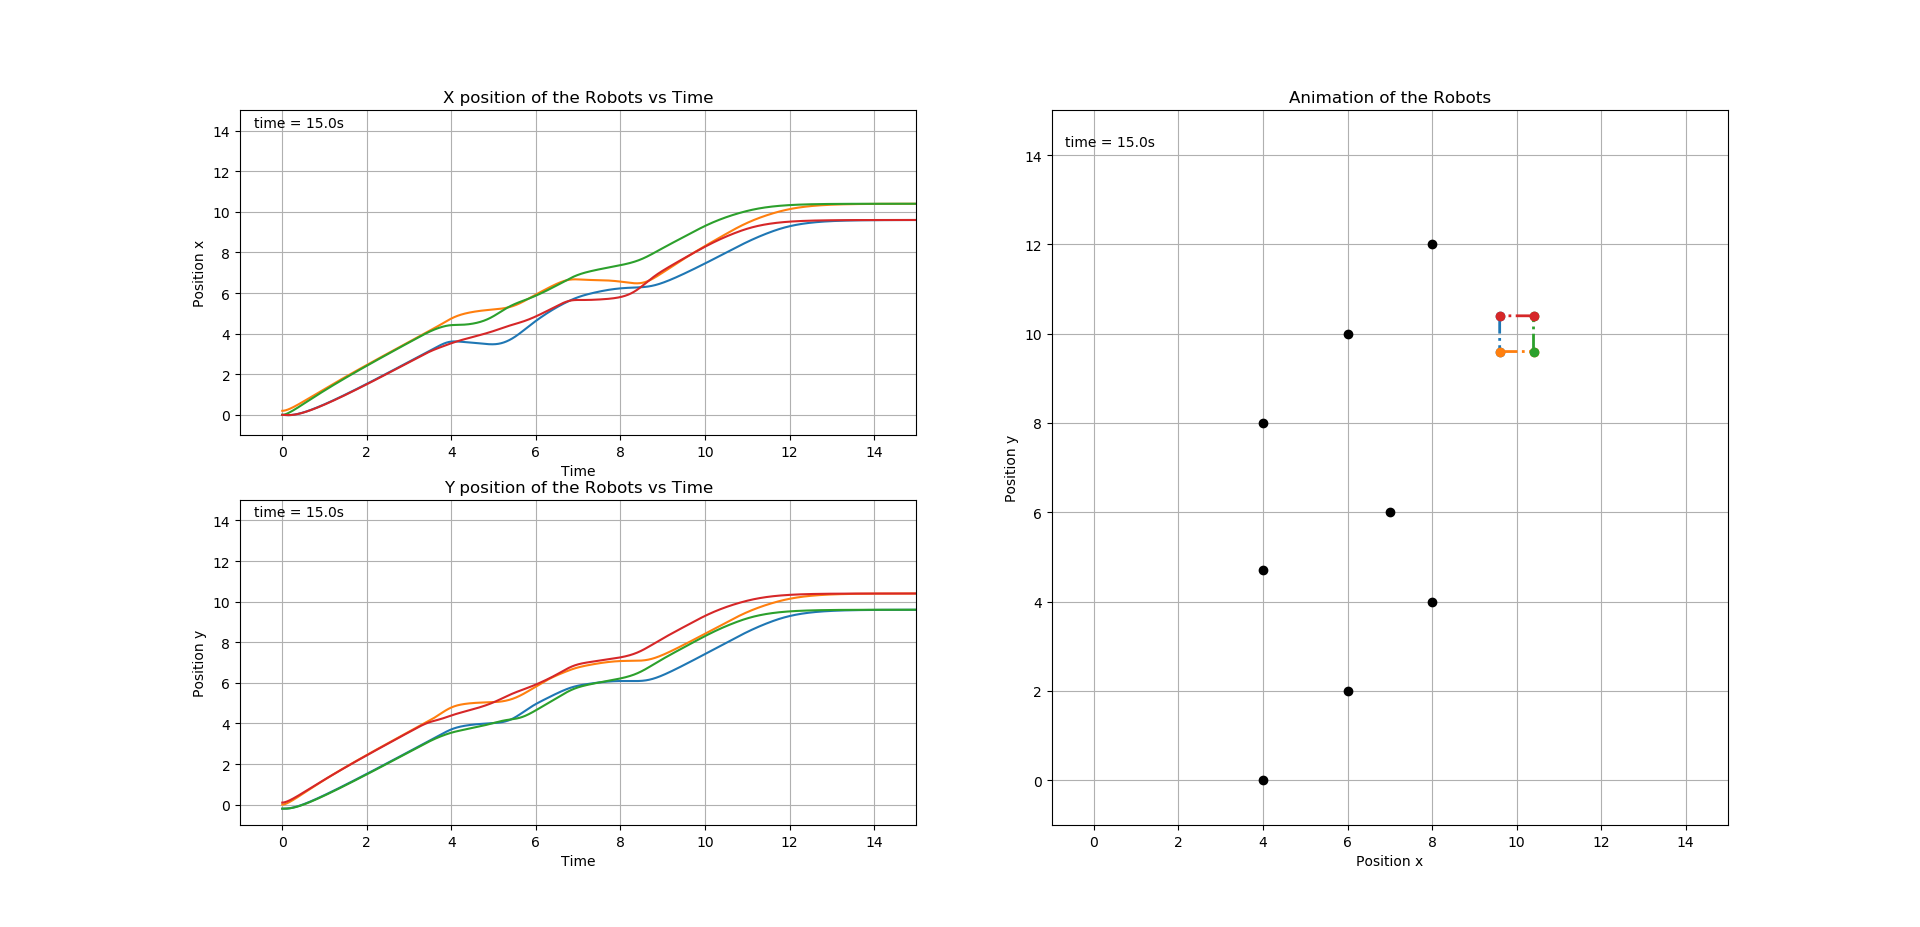 X position of the Robots vs Time
time = 15.0s
14
12
10
8
6
4
2
0
Position x
0 2 4 6 8 10 12 14
Time
Y position of the Robots vs Time
time = 15.0s
14
12
10
8
6
4
2
0
Position y
0 2 4 6 8 10 12 14
Time
Animation of the Robots
time = 15.0s
14
12
10
8
6
4
2
0
Position y
0 2 4 6 8 10 12 14
Position x